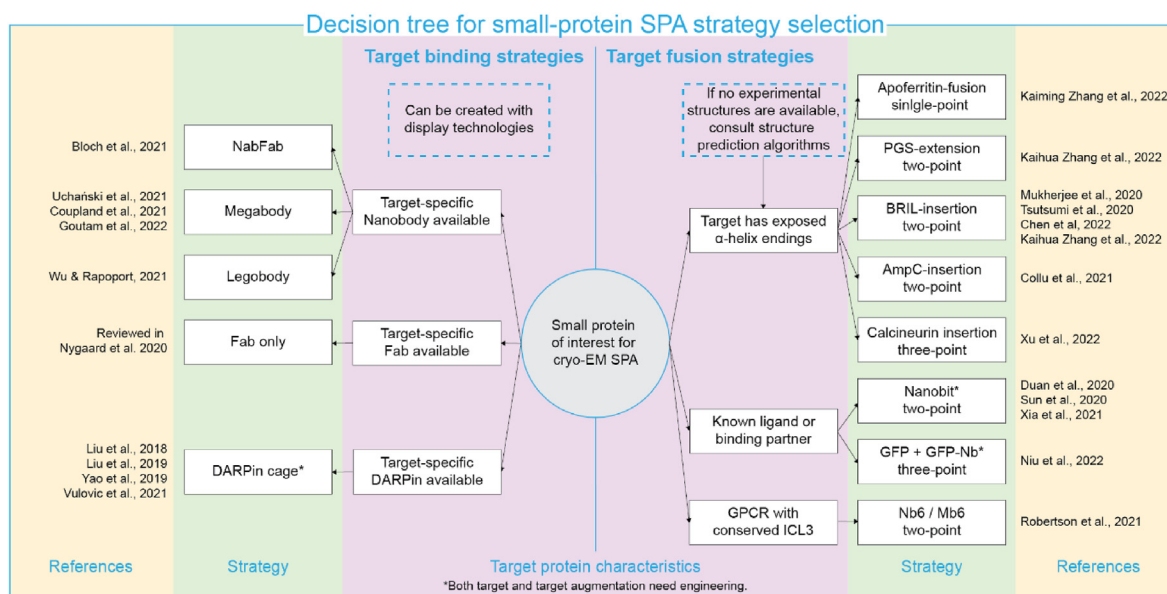 Decision tree for small-protein SPA strategy selection
Target binding strategies
Target fusion strategies
Can be created with
display technologies
If no experimental
structures are available,
consult structure
prediction algorithms
Bloch et al., 2021
NabFab
Uchański et al., 2021
Coupland et al., 2021
Goutam et al., 2022
Megabody
Wu & Rapoport, 2021
Legobody
Target-specific
Nanobody available
Reviewed in
Nygaard et al. 2020
Fab only
Target-specific
Fab available
Liu et al., 2018
Liu et al., 2019
Yao et al., 2019
Vulovic et al., 2021
DARPin cage*
Target-specific
DARPin available
Small protein
of interest for
cryo-EM SPA
Target has exposed
α-helix endings
Apoferritin-fusion
sinlgle-point
Kaiming Zhang et al., 2022
PGS-extension
two-point
Kaihua Zhang et al., 2022
BRIL-insertion
two-point
Mukherjee et al., 2020
Tsutsumi et al., 2020
Chen et al, 2022
Kaihua Zhang et al., 2022
AmpC-insertion
two-point
Collu et al., 2021
Calcineurin insertion
three-point
Xu et al., 2022
Known ligand or
binding partner
Nanobit*
two-point
Duan et al., 2020
Sun et al., 2020
Xia et al., 2021
GFP + GFP-Nb*
three-point
Niu et al., 2022
GPCR with
conserved ICL3
Nb6 / Mb6
two-point
Robertson et al., 2021
References
Strategy
Target protein characteristics
Strategy
References
*Both target and target augmentation need engineering.